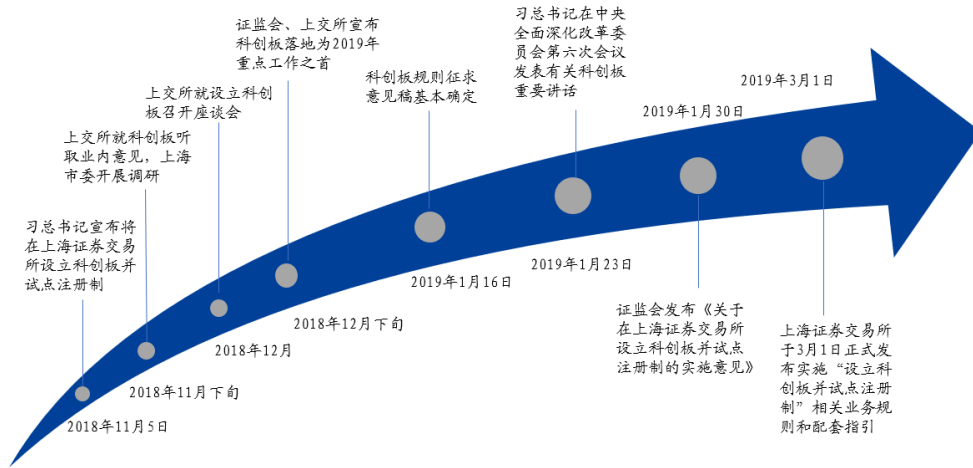 习总书记宣布将
在上海证券交易
所设立科创板并
试点注册制
2018年11月5日
上交所就科创板听
取业内意见，上海
市委开展调研
2018年11月下旬
上交所就设立科创
板召开座谈会
2018年12月
证监会、上交所宣布
科创板落地为2019年
重点工作之首
2018年12月下旬
科创板规则征求
意见稿基本确定
2019年1月16日
习总书记在中央
全面深化改革委
员会第六次会议
发表有关科创板
重要讲话
2019年1月23日
2019年1月30日
证监会发布《关于
在上海证券交易所
设立科创板并试点
注册制的实施意见》
2019年3月1日
上海证券交易所
于3月1日正式发
布实施“设立科
创板并试点注册
制”相关业务规
则和配套指引